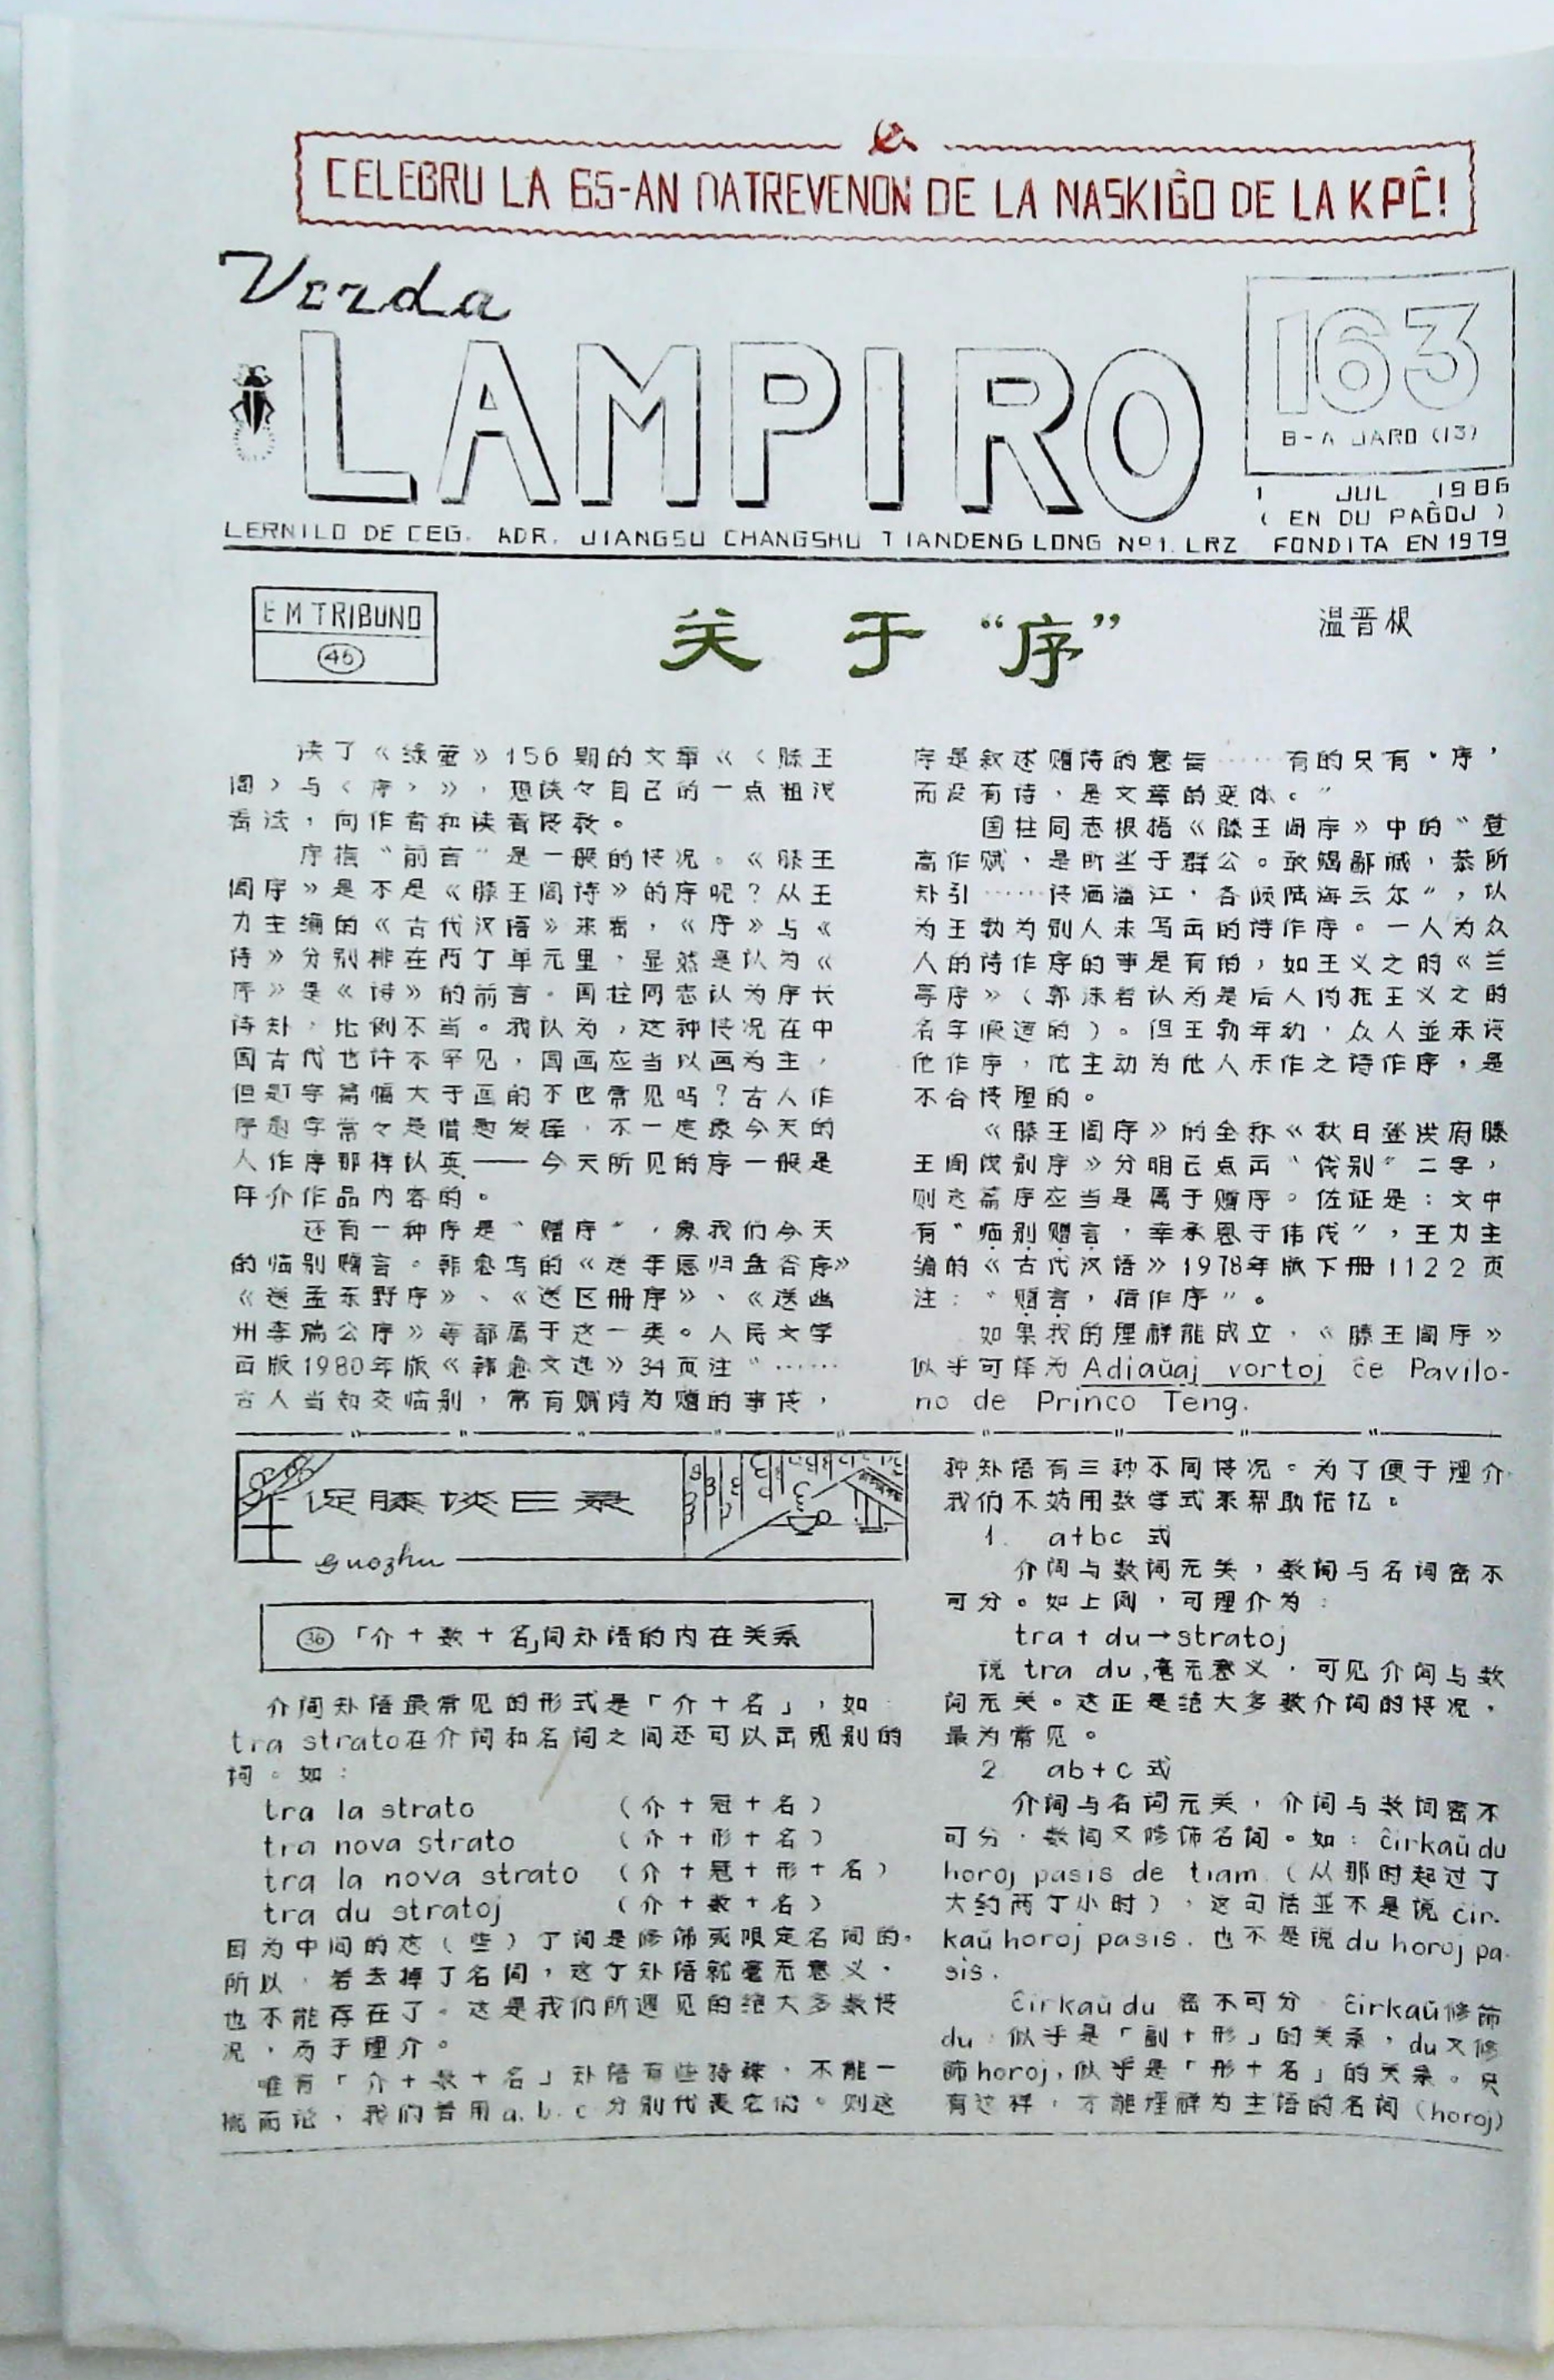 CELEBRU LA 65-AN DATREVENON DE LA NASKIĜO DE LA KPĈ!
Verda
LAMPIRO
163
8-A JARO (13)
1 JUL 1986
( EN DU PAĜOJ )
LERNILO DE CEG. ADR. JIANGSU CHANGSHU TIANDENG LONG Nº1. LRZ FONDITA EN 1979
EM TRIBUNO
46
关于“序”
温晋根
读了《绿萤》156期的文章《〈滕王
阁〉与〈序〉》，想谈々自己的一点粗浅
看法，向作者和读者候教。
序指“前言”是一般的情况。《滕王
阁序》是不是《滕王阁诗》的序呢？从王
力主编的《古代汉语》来看，《序》与《
诗》分别排在两个单元里，显然是认为《
序》是《诗》的前言。国柱同志认为序长
诗短，比例不当。我认为，这种情况在中
国古代也许不罕见，国画应当以画为主，
但题字篇幅大于画的不也常见吗？古人作
序题字常々是借题发挥，不一定象今天的
人作序那样认真——今天所见的序一般是
评介作品内容的。
还有一种序是“赠序”，象我们今天
的临别赠言。韩愈写的《送李愿归盘谷序》
《送孟东野序》、《送区册序》、《送幽
州李端公序》等都属于这一类。人民文学
出版1980年版《韩愈文选》34页注“……
古人当知交临别，常有赋诗为赠的事情，
序是叙述赠诗的意旨……有的只有‘序’
而没有诗，是文章的变体。”
国柱同志根据《滕王阁序》中的“登
高作赋，是所望于群公。敢竭鄙诚，恭所
短引……请洒潘江，各倾陆海云尔”，以
为王勃为别人未写出的诗作序。一人为众
人的诗作序的事是有的，如王义之的《兰
亭序》（郭沫若认为是后人伪托王义之的
名字假造的）。但王勃年幼，众人並未请
他作序，他主动为他人未作之诗作序，是
不合情理的。
《滕王阁序》的全称《秋日登洪府滕
王阁饯别序》分明已点出“饯别”二字，
则这篇序应当是属于赠序。佐证是：文中
有“临别赠言，幸承恩于伟饯”，王力主
编的《古代汉语》1978年版下册1122页
注：“赠言，指作序”。
如果我的理解能成立，《滕王阁序》
似乎可译为 Adiaŭaj vortoj ĉe Pavilo-
no de Princo Teng.
促膝谈日录
guozhu
36 「介＋数＋名」词短语的内在关系
介词短语最常见的形式是「介＋名」，如
tra strato在介词和名词之间还可以出现别的
词。如：
tra la strato （介＋冠＋名）
tra nova strato （介＋形＋名）
tra la nova strato （介＋冠＋形＋名）
tra du stratoj （介＋数＋名）
因为中间的这（些）个词是修饰或限定名词的。
所以，若去掉了名词，这个短语就毫无意义，
也不能存在了。这是我们所遇见的绝大多数情
况，易于理介。
唯有「介＋数＋名」短语有些特殊，不能一
概而论，我们若用a. b. c 分别代表它们。则这
种短语有三种不同情况。为了便于理介
我们不妨用数学式来帮助记忆。
1. a+bc 式
介词与数词无关，数词与名词密不
可分。如上例，可理介为：
tra + du→stratoj
说 tra du，毫无意义，可见介词与数
词无关。这正是绝大多数介词的情况，
最为常见。
2. ab+c 式
介词与名词无关，介词与数词密不
可分，数词又修饰名词。如：ĉirkaŭ du
horoj pasis de tiam.（从那时起过了
大约两个小时），这句话並不是说 ĉir-
kaŭ horoj pasis. 也不是说 du horoj pa-
sis.
ĉirkaŭ du 密不可分 ĉirkaŭ修饰
du，似乎是「副＋形」的关系，du又修
饰horoj，似乎是「形＋名」的关系。只
有这样，才能理解为主语的名词（horoj）